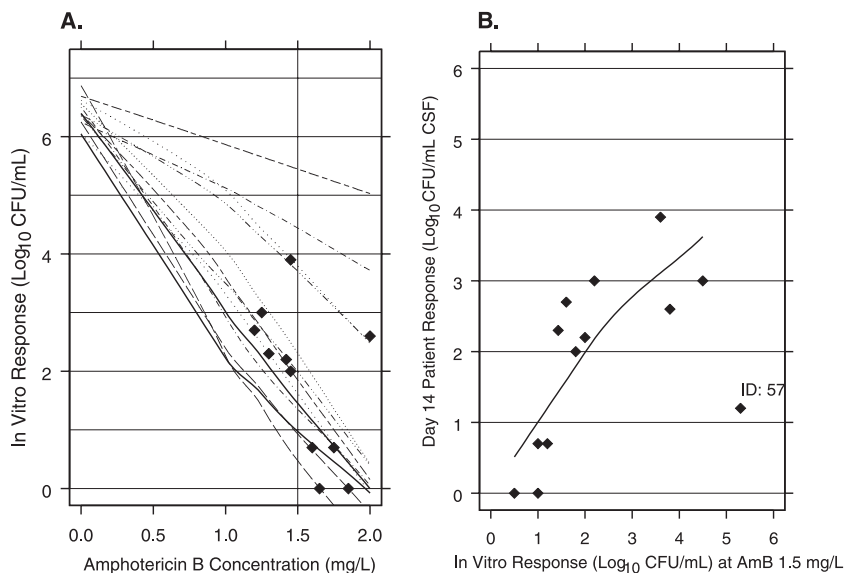 A.
In Vitro Response (Log10 CFU/mL)
6
4
2
0
0.0 0.5 1.0 1.5 2.0
Amphotericin B Concentration (mg/L)
B.
Day 14 Patient Response (Log10 CFU/mL CSF)
6
5
4
3
2
1
0
ID: 57
0 1 2 3 4 5 6
In Vitro Response (Log10 CFU/mL) at AmB 1.5 mg/L